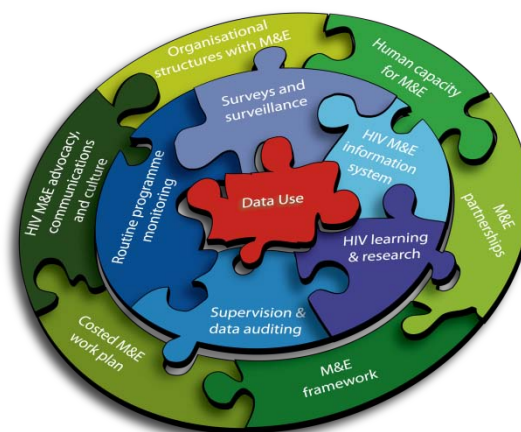 Organisational
structures with M&E
Human capacity
for M&E
M&E
partnerships
M&E
framework
Costed M&E
work plan
HIV M&E advocacy,
communications
and culture
Surveys and
surveillance
HIV M&E
information
system
HIV learning
& research
Supervision &
data auditing
Routine programme
monitoring
Data Use